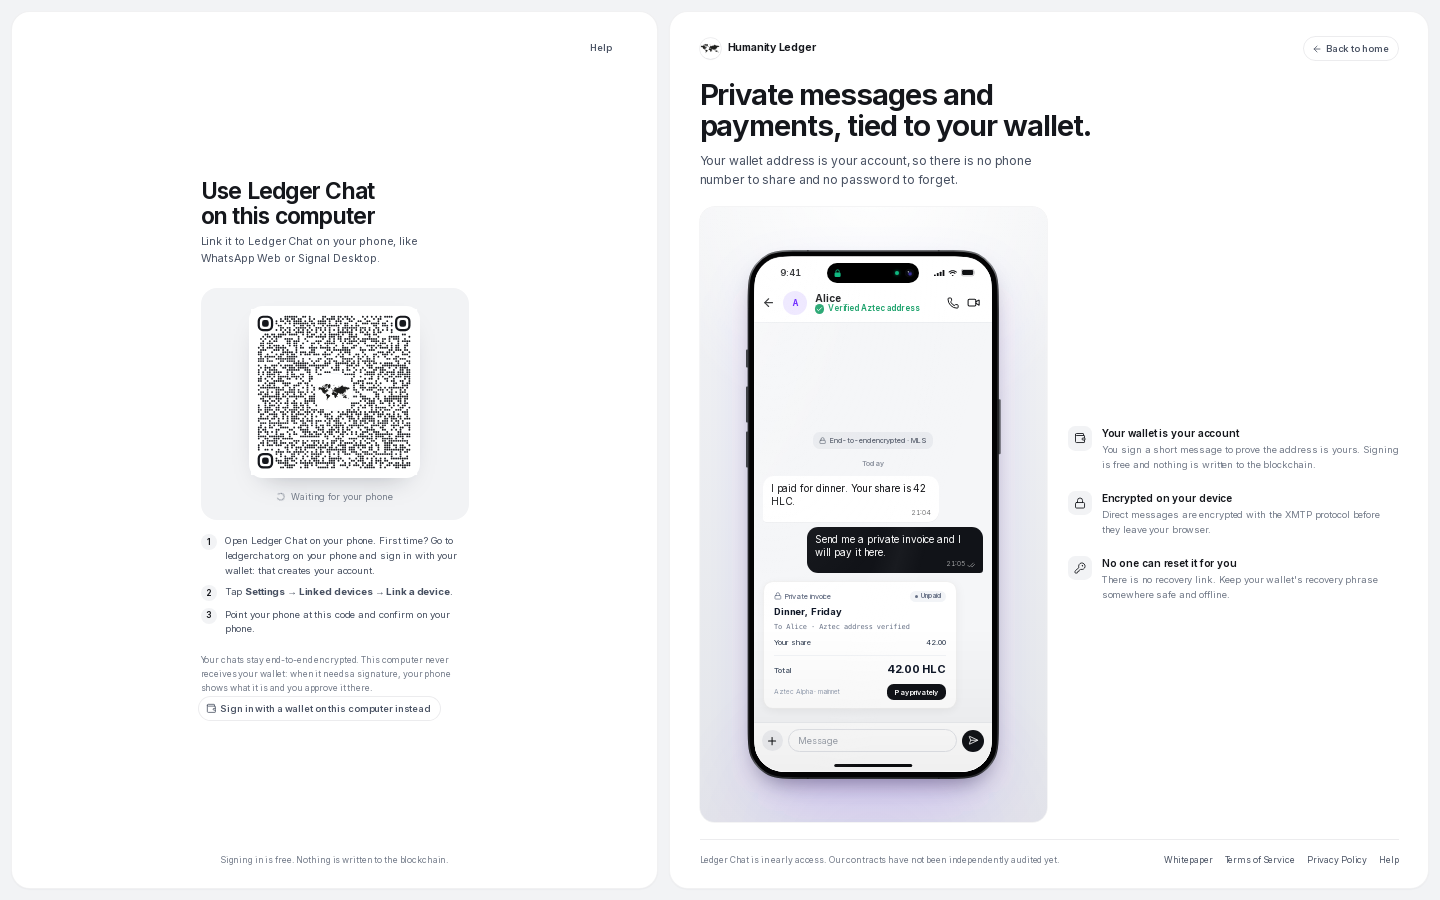 Help
Use Ledger Chat
on this computer
Link it to Ledger Chat on your phone, like
WhatsApp Web or Signal Desktop.
Waiting for your phone
1 Open Ledger Chat on your phone. First time? Go to
ledgerchat.org on your phone and sign in with your
wallet: that creates your account.
2 Tap Settings → Linked devices → Link a device.
3 Point your phone at this code and confirm on your
phone.
Your chats stay end-to-end encrypted. This computer never
receives your wallet: when it needs a signature, your phone
shows what it is and you approve it there.
Sign in with a wallet on this computer instead
Signing in is free. Nothing is written to the blockchain.
Humanity Ledger
← Back to home
Private messages and
payments, tied to your wallet.
Your wallet address is your account, so there is no phone
number to share and no password to forget.
9:41
A
Alice
Verified Aztec address
End-to-end encrypted · MLS
Today
I paid for dinner. Your share is 42
HLC.
21:04
Send me a private invoice and I
will pay it here.
21:05
Private invoice
Unpaid
Dinner, Friday
To Alice · Aztec address verified
Your share 42.00
Total 42.00 HLC
Aztec Alpha · mainnet
Pay privately
Message
Your wallet is your account
You sign a short message to prove the address is yours. Signing
is free and nothing is written to the blockchain.
Encrypted on your device
Direct messages are encrypted with the XMTP protocol before
they leave your browser.
No one can reset it for you
There is no recovery link. Keep your wallet's recovery phrase
somewhere safe and offline.
Ledger Chat is in early access. Our contracts have not been independently audited yet.
Whitepaper Terms of Service Privacy Policy Help